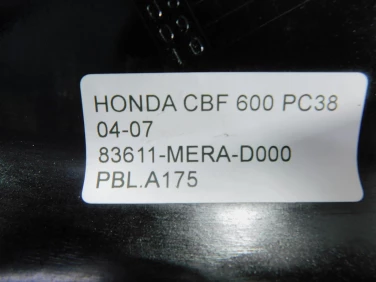 HONDA CBF 600 PC38
04-07
83611-MERA-D000
PBL.A175